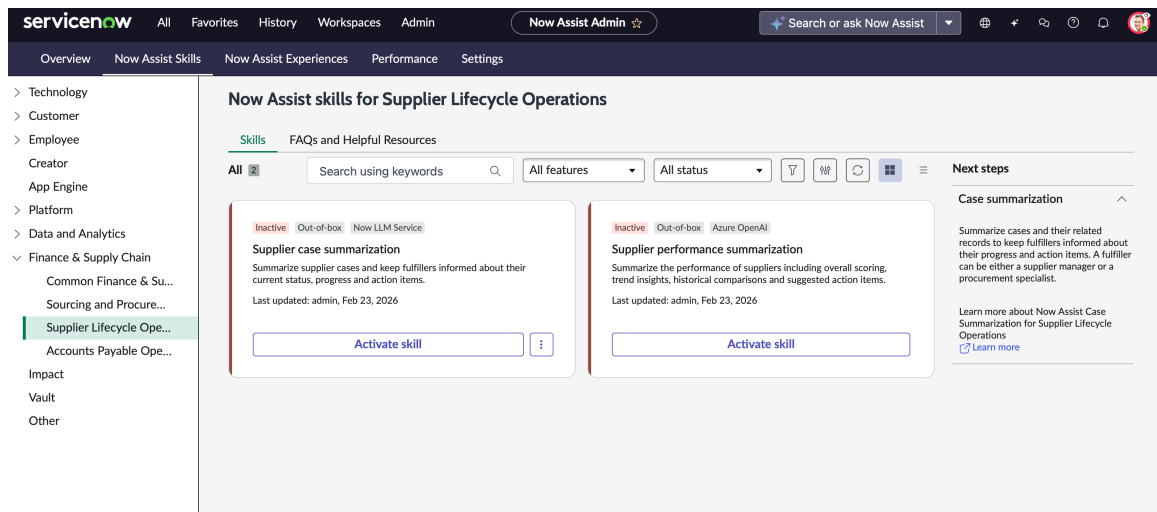 servicenow
All
Favorites
History
Workspaces
Admin
Now Assist Admin
Search or ask Now Assist
Overview
Now Assist Skills
Now Assist Experiences
Performance
Settings
Technology
Customer
Employee
Creator
App Engine
Platform
Data and Analytics
Finance & Supply Chain
Common Finance & Su...
Sourcing and Procure...
Supplier Lifecycle Ope...
Accounts Payable Ope...
Impact
Vault
Other
Now Assist skills for Supplier Lifecycle Operations
Skills
FAQs and Helpful Resources
All 2
Search using keywords
All features
All status
Inactive
Out-of-box
Now LLM Service
Supplier case summarization
Summarize supplier cases and keep fulfillers informed about their
current status, progress and action items.
Last updated: admin, Feb 23, 2026
Activate skill
Inactive
Out-of-box
Azure OpenAI
Supplier performance summarization
Summarize the performance of suppliers including overall scoring,
trend insights, historical comparisons and suggested action items.
Last updated: admin, Feb 23, 2026
Activate skill
Next steps
Case summarization
Summarize cases and their related
records to keep fulfillers informed about
their progress and action items. A fulfiller
can be either a supplier manager or a
procurement specialist.
Learn more about Now Assist Case
Summarization for Supplier Lifecycle
Operations
Learn more